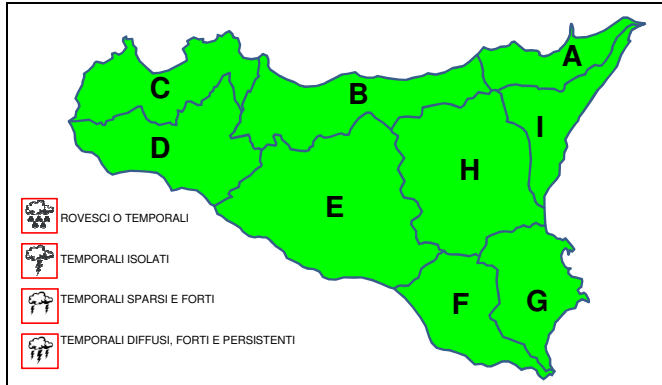 A
C
B
I
D
H
E
ROVESCI O TEMPORALI
TEMPORALI ISOLATI
TEMPORALI SPARSI E FORTI
F
G
TEMPORALI DIFFUSI, FORTI E PERSISTENTI